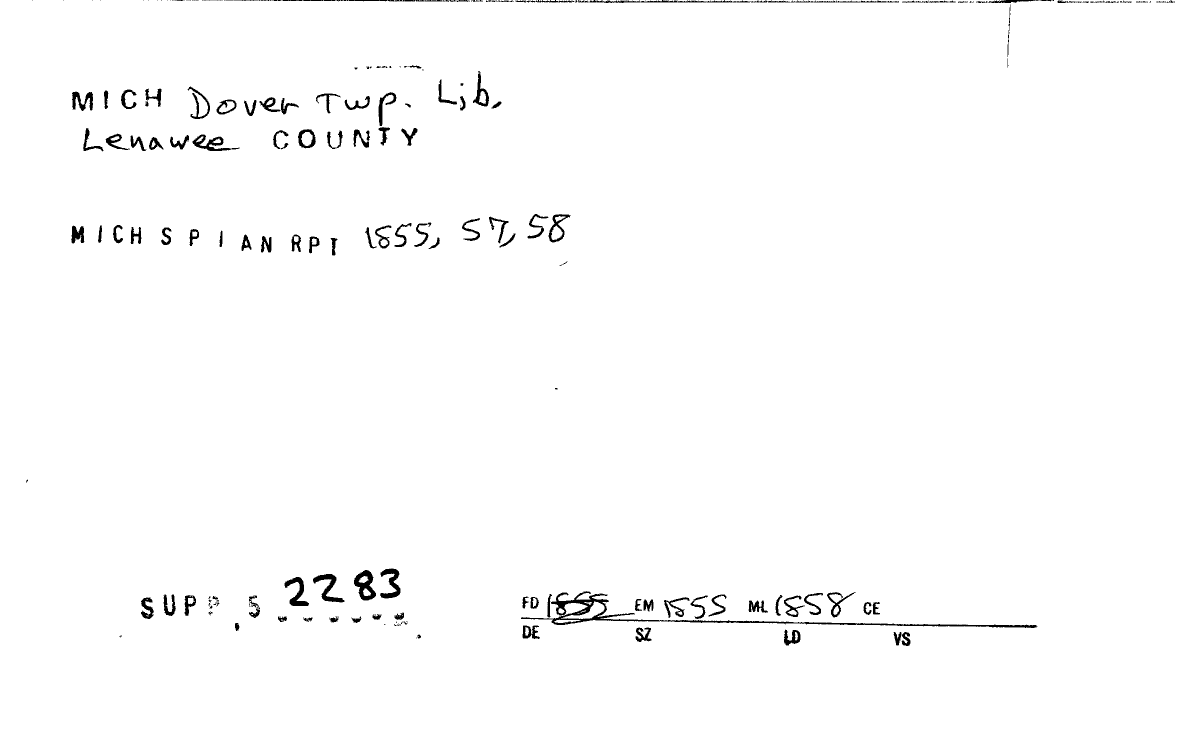 MICH Dover Twp. Lib.
Lenawee COUNTY
MICH S P I AN RPT 1855, 57, 58
SUPP. 5 2283
FD 1855 EM 1855 ML 1858 CE
DE SZ LD VS